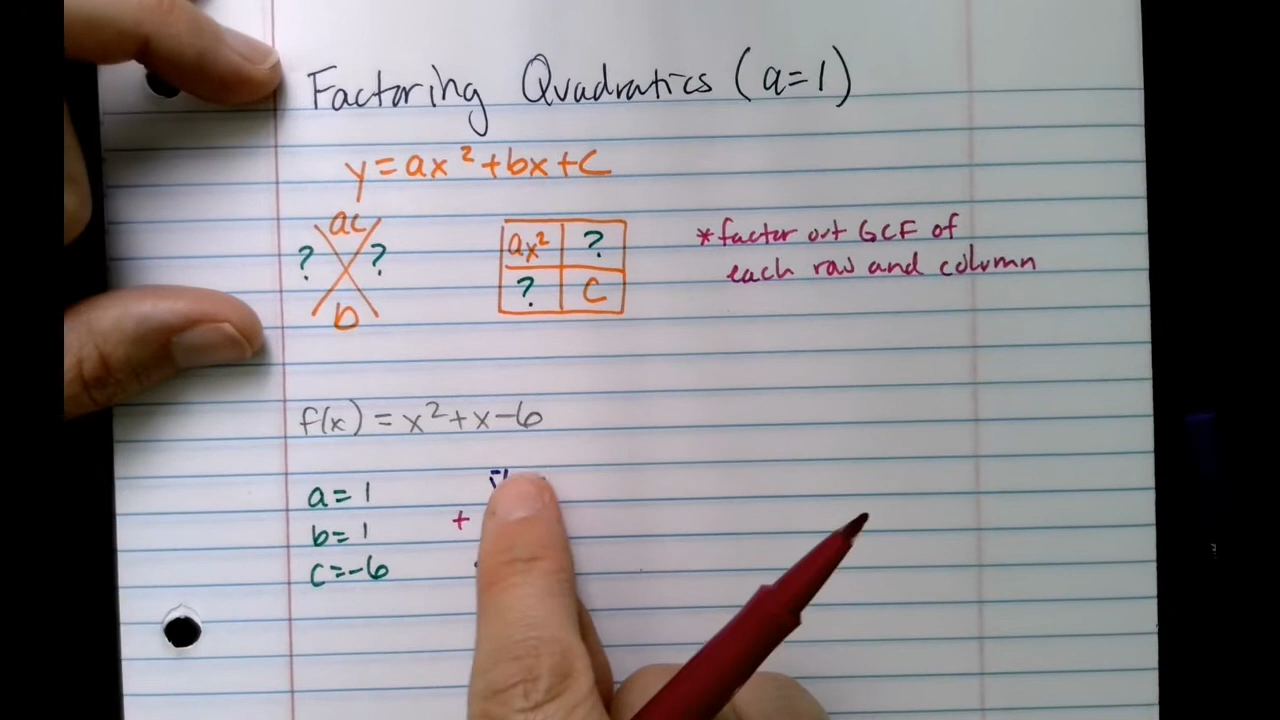 Factoring Quadratics (a=1)
y=ax²+bx+c
ac
? ?
b
ax² ?
? c
*factor out GCF of
each row and column
f(x)=x²+x-6
a=1
b=1
c=-6
+